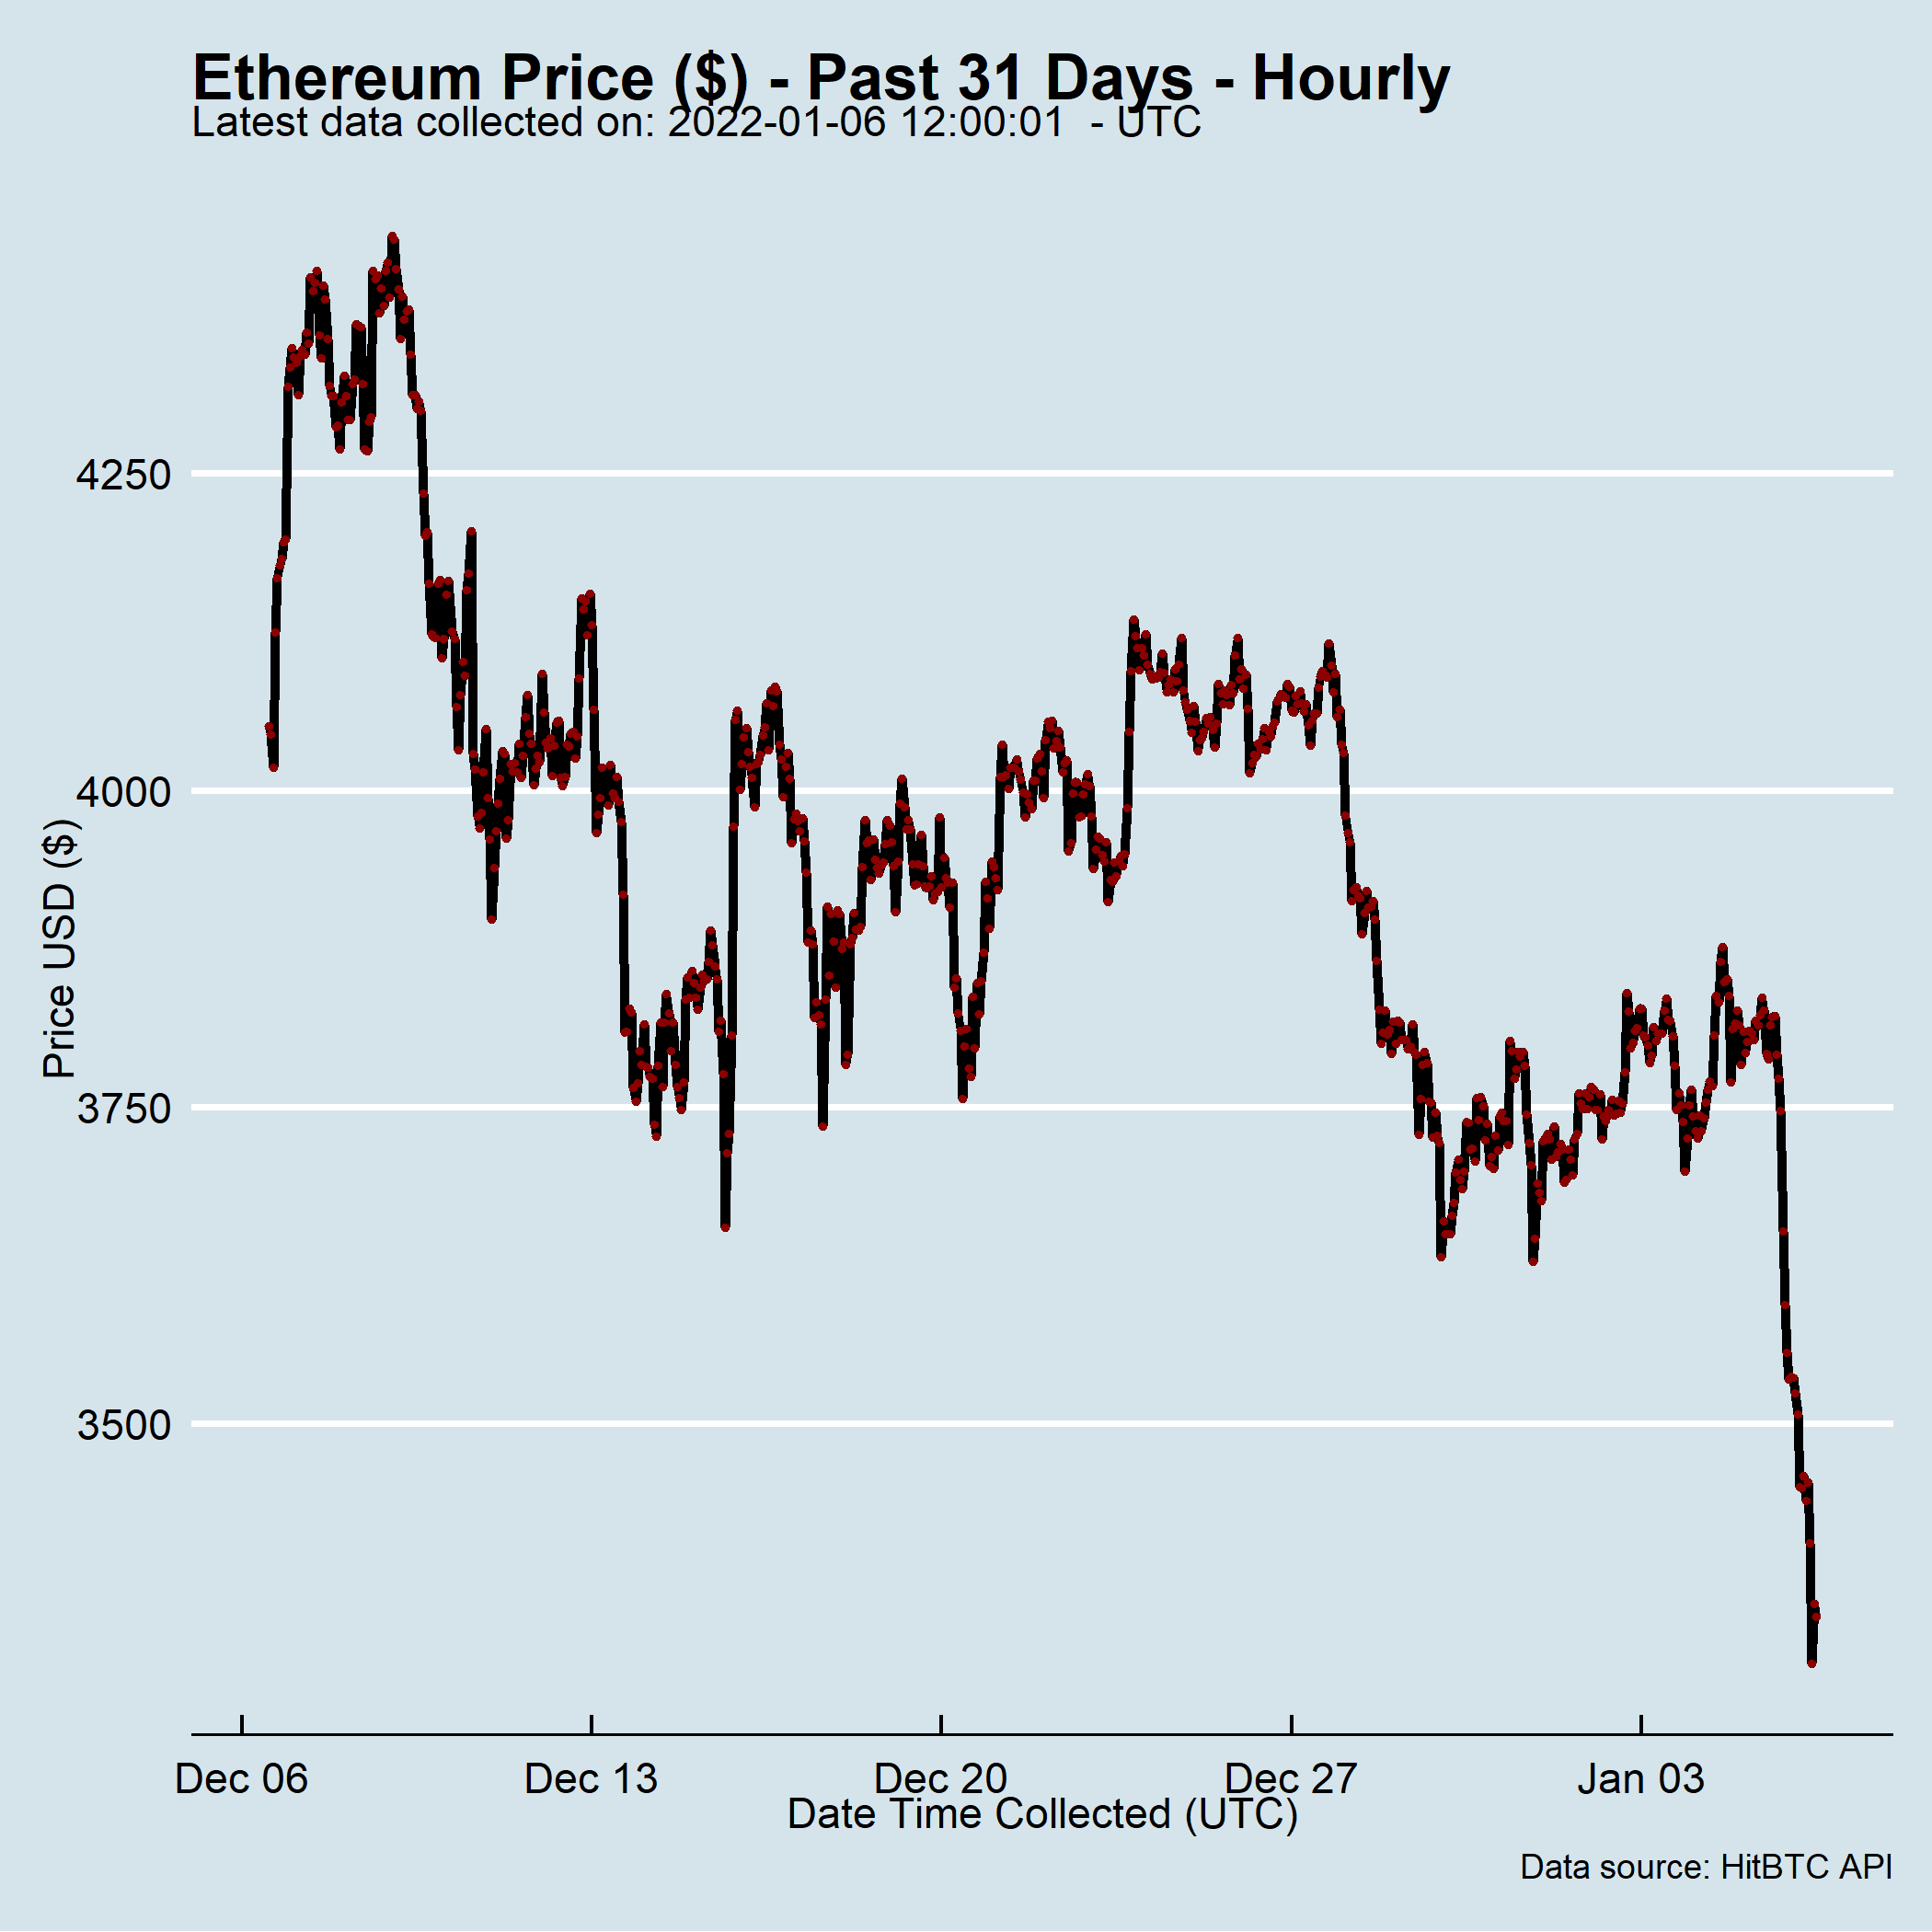 Ethereum Price ($) - Past 31 Days - Hourly
Latest data collected on: 2022-01-06 12:00:01  - UTC
4250
4000
3750
3500
Price USD ($)
Dec 06
Dec 13
Dec 20
Dec 27
Jan 03
Date Time Collected (UTC)
Data source: HitBTC API